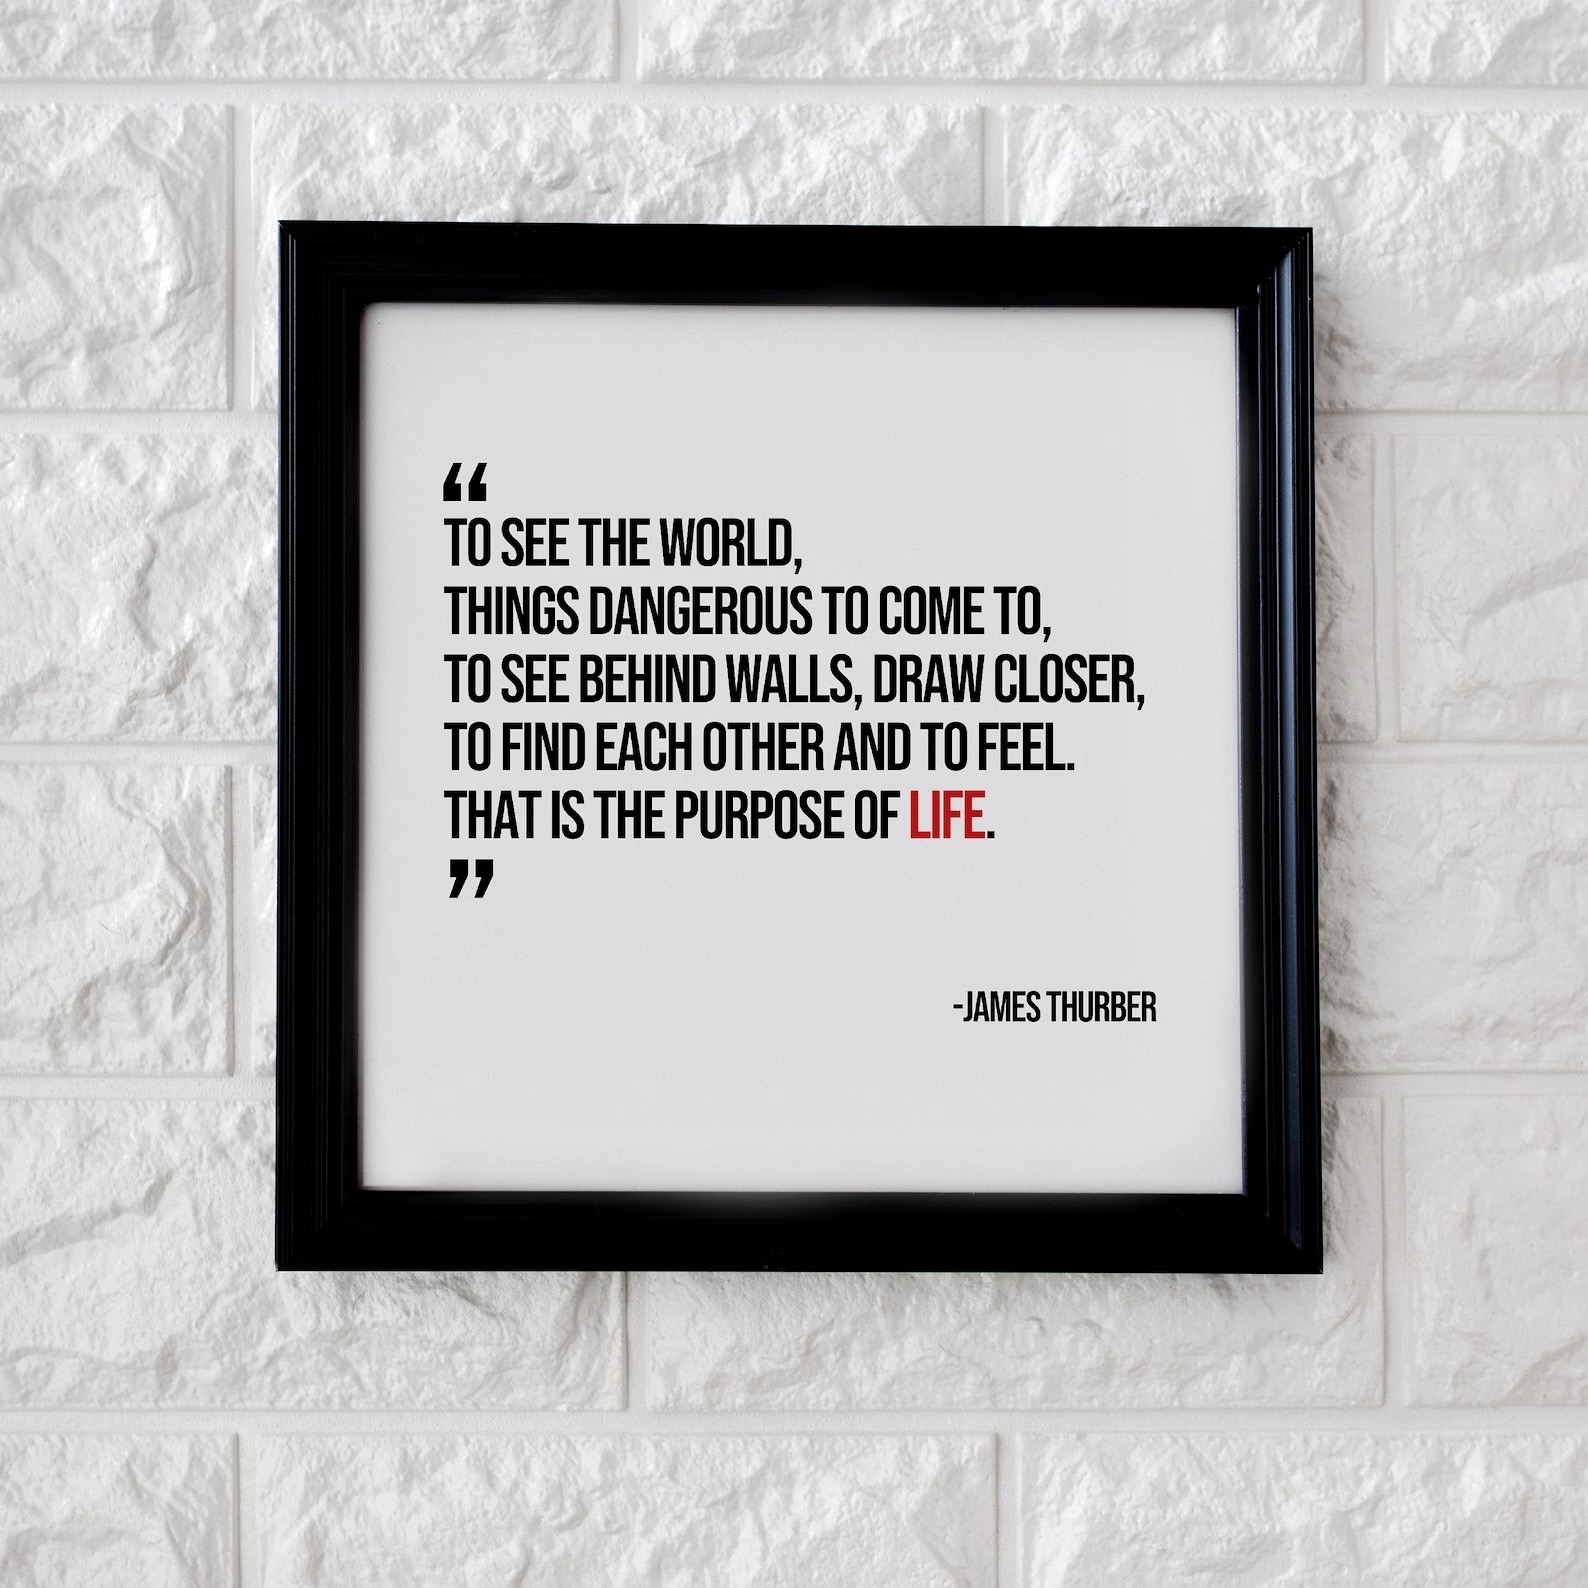 “
TO SEE THE WORLD,
THINGS DANGEROUS TO COME TO,
TO SEE BEHIND WALLS, DRAW CLOSER,
TO FIND EACH OTHER AND TO FEEL.
THAT IS THE PURPOSE OF LIFE.
”
-JAMES THURBER